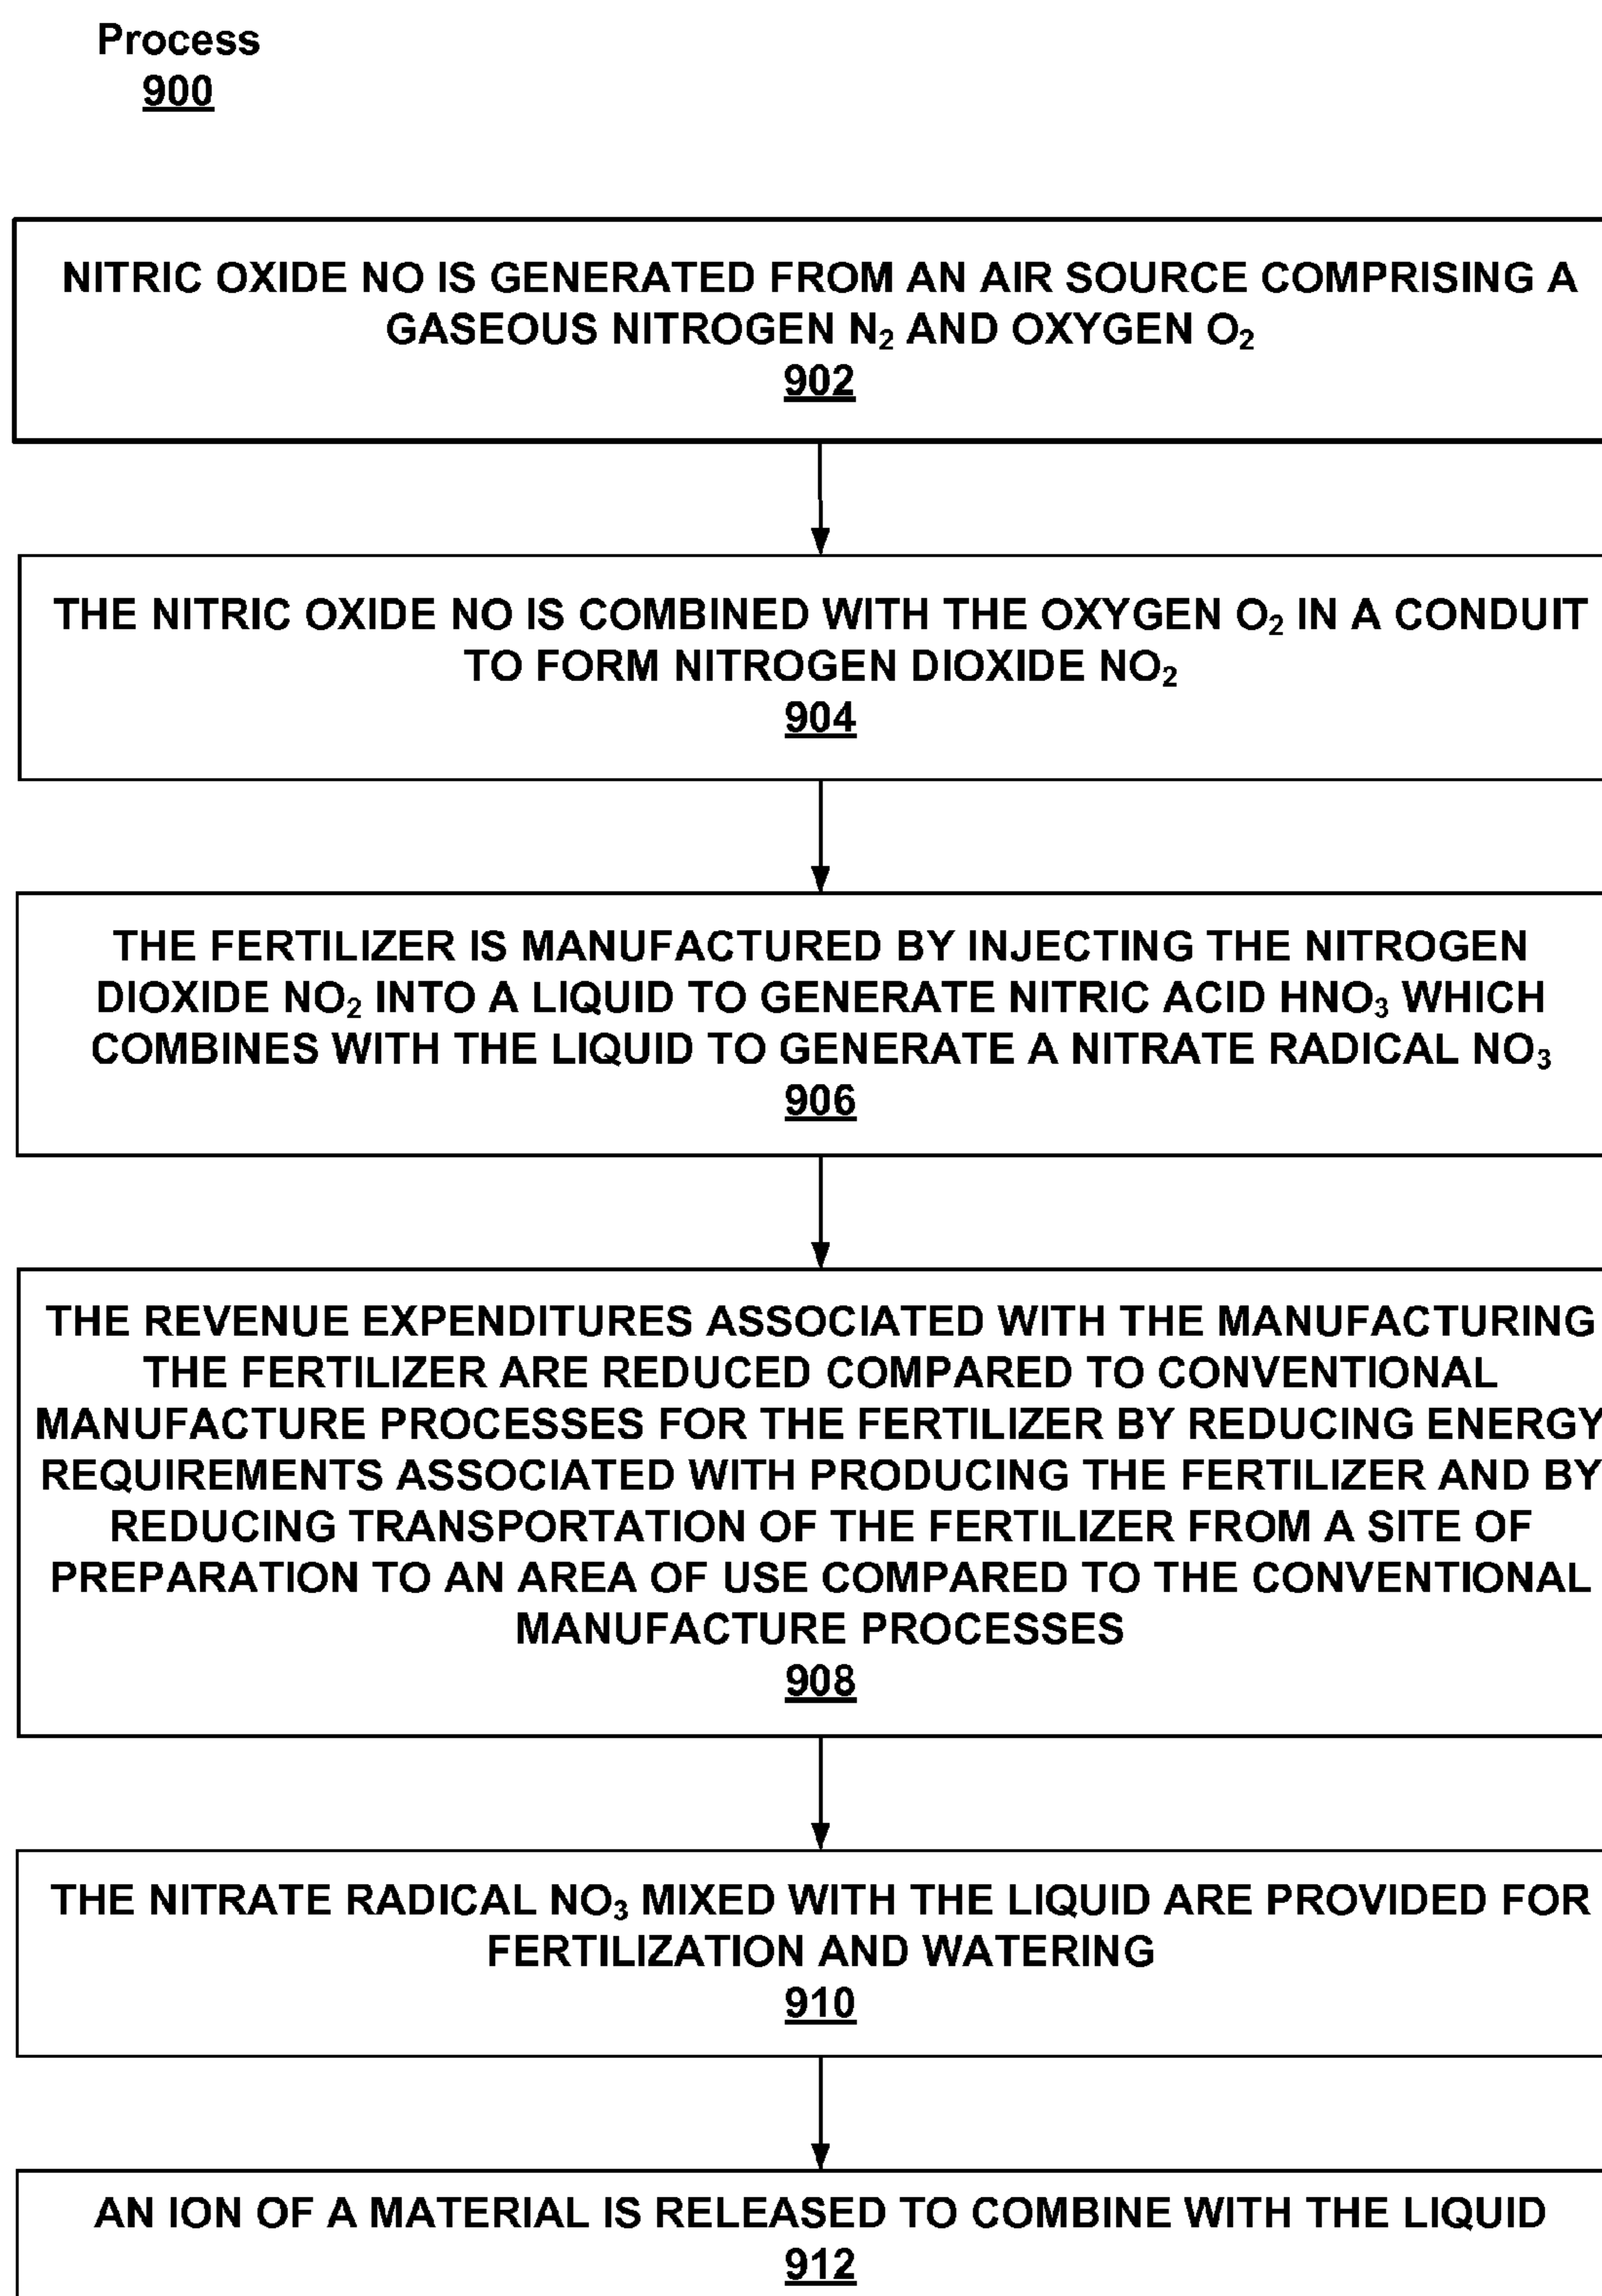 Process
900
NITRIC OXIDE NO IS GENERATED FROM AN AIR SOURCE COMPRISING A
GASEOUS NITROGEN N₂ AND OXYGEN O₂
902
THE NITRIC OXIDE NO IS COMBINED WITH THE OXYGEN O₂ IN A CONDUIT
TO FORM NITROGEN DIOXIDE NO₂
904
THE FERTILIZER IS MANUFACTURED BY INJECTING THE NITROGEN
DIOXIDE NO₂ INTO A LIQUID TO GENERATE NITRIC ACID HNO₃ WHICH
COMBINES WITH THE LIQUID TO GENERATE A NITRATE RADICAL NO₃
906
THE REVENUE EXPENDITURES ASSOCIATED WITH THE MANUFACTURING
THE FERTILIZER ARE REDUCED COMPARED TO CONVENTIONAL
MANUFACTURE PROCESSES FOR THE FERTILIZER BY REDUCING ENERGY
REQUIREMENTS ASSOCIATED WITH PRODUCING THE FERTILIZER AND BY
REDUCING TRANSPORTATION OF THE FERTILIZER FROM A SITE OF
PREPARATION TO AN AREA OF USE COMPARED TO THE CONVENTIONAL
MANUFACTURE PROCESSES
908
THE NITRATE RADICAL NO₃ MIXED WITH THE LIQUID ARE PROVIDED FOR
FERTILIZATION AND WATERING
910
AN ION OF A MATERIAL IS RELEASED TO COMBINE WITH THE LIQUID
912